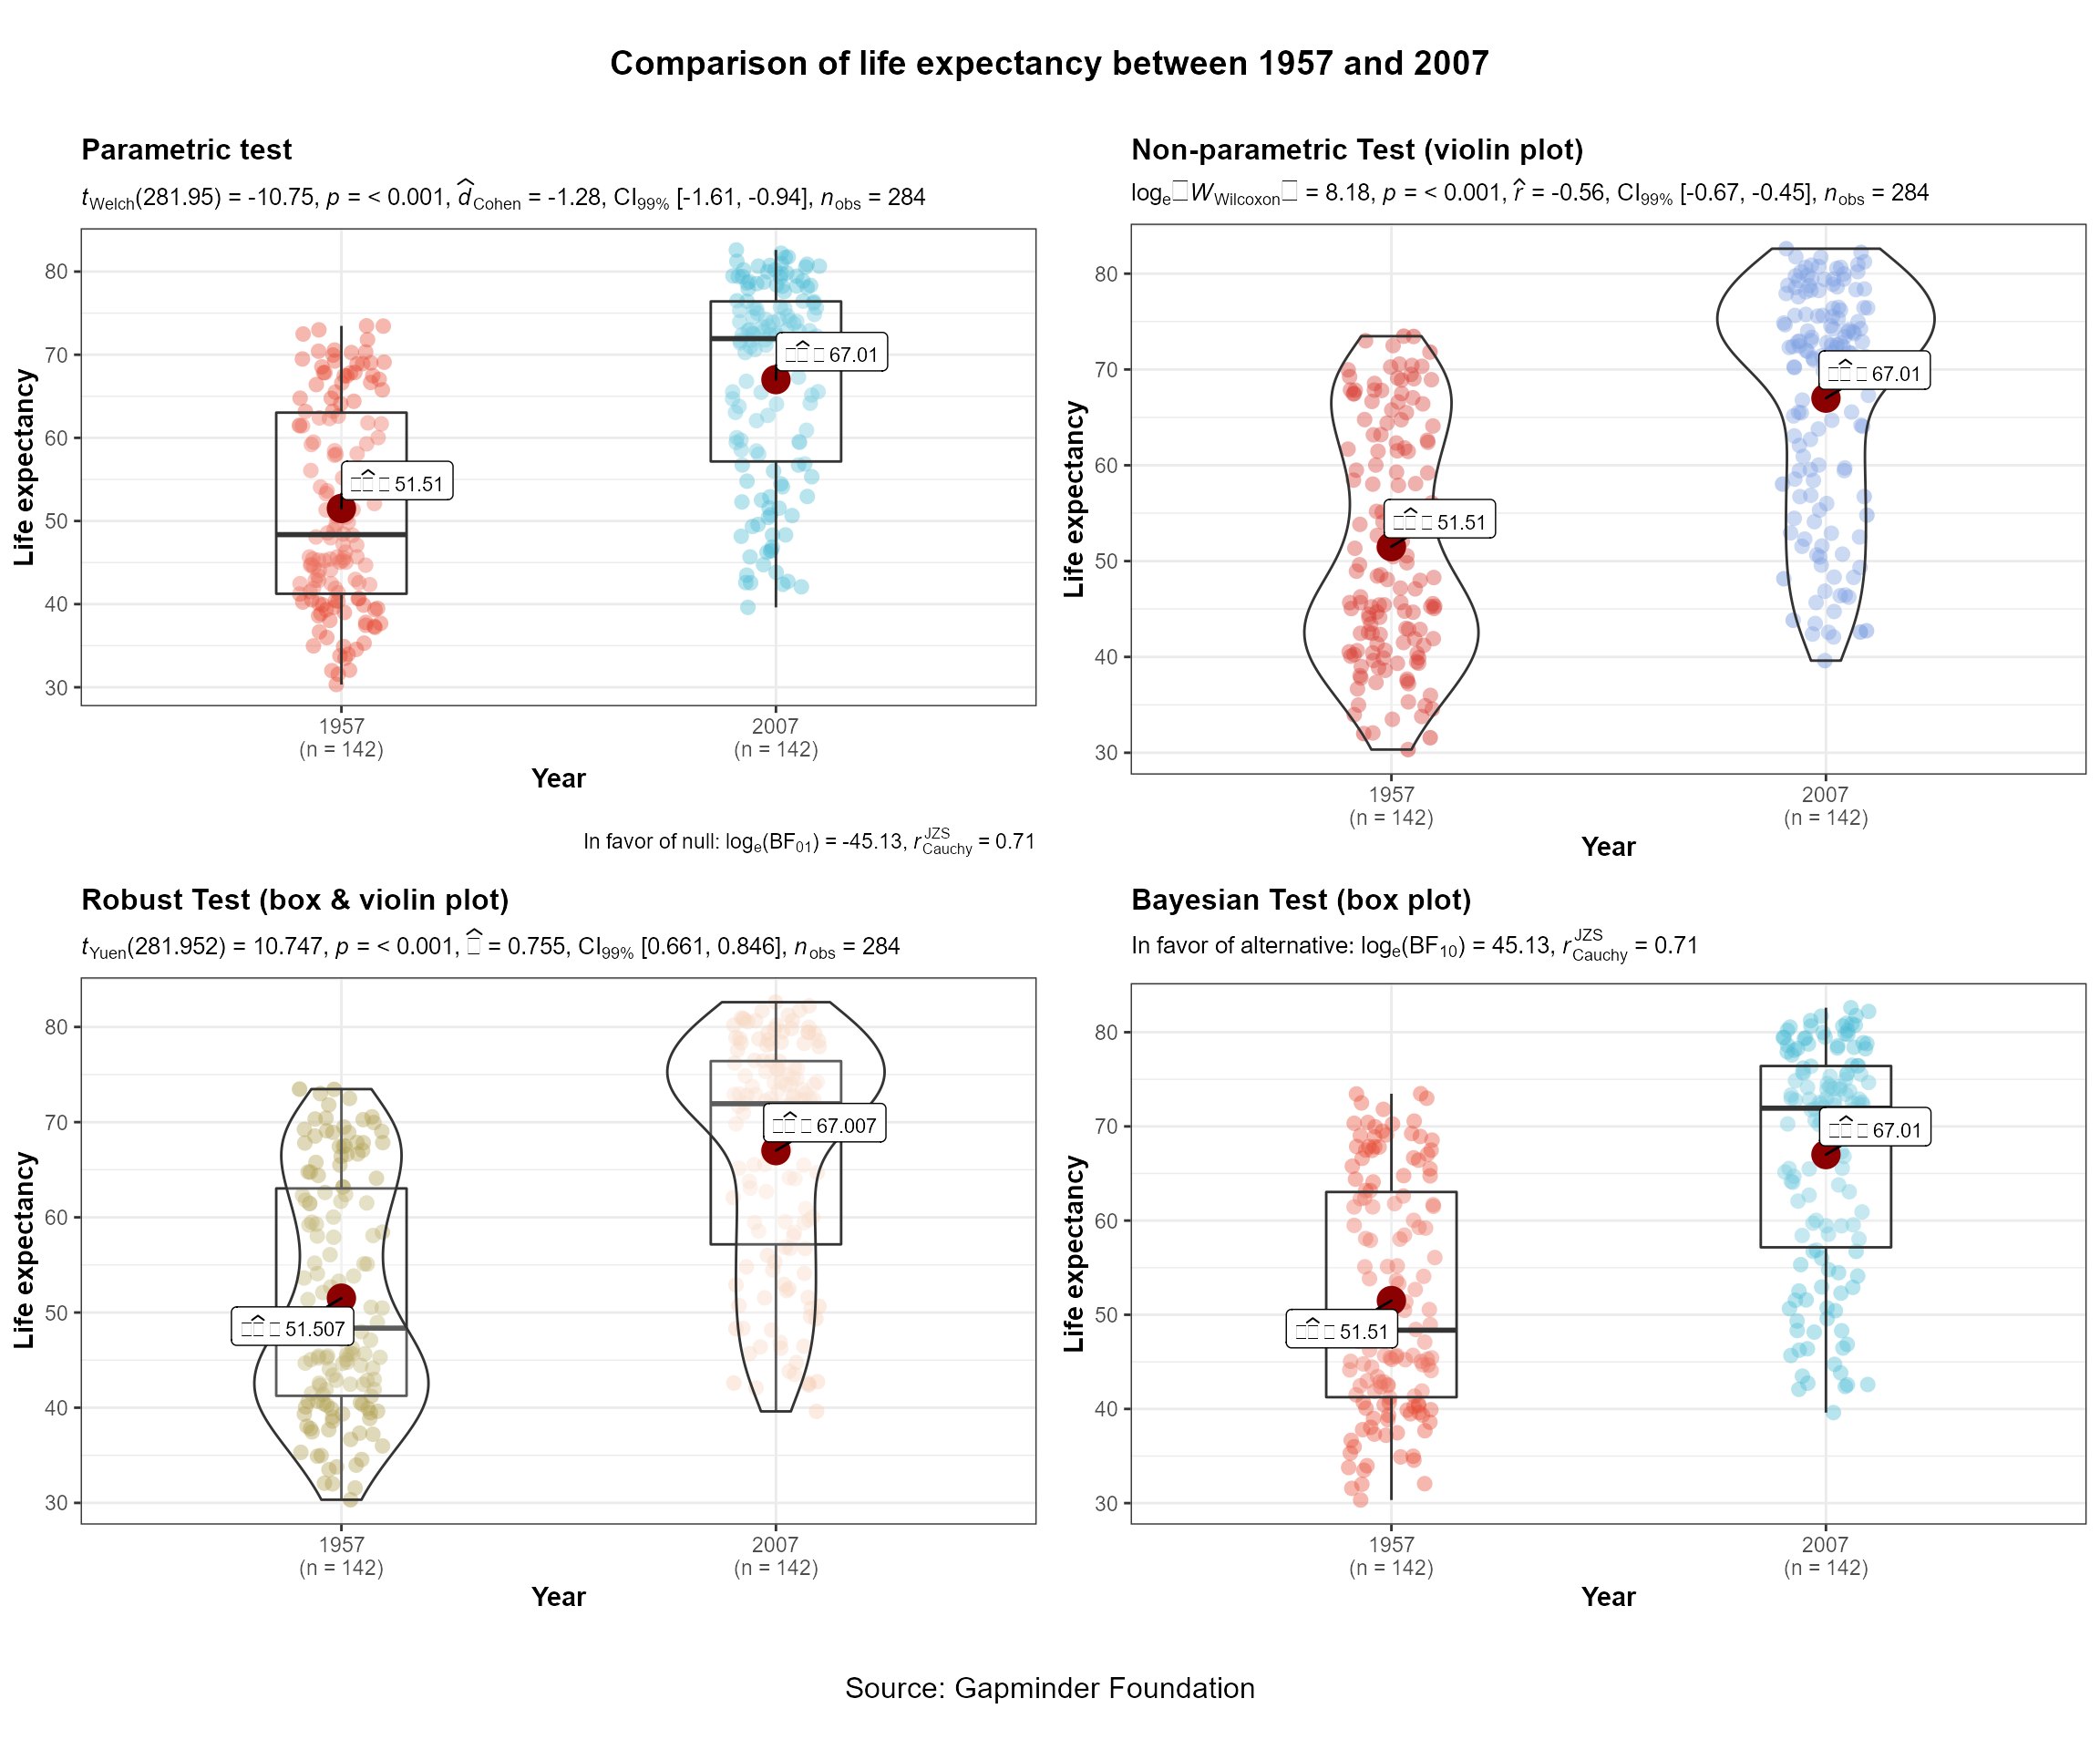 Comparison of life expectancy between 1957 and 2007
Parametric test
tWelch(281.95) = -10.75, p = < 0.001, d̂Cohen = -1.28, CI99% [-1.61, -0.94], nobs = 284
Life expectancy
80
70
60
50
40
30
□□̂ □ 51.51
□□̂ □ 67.01
1957
(n = 142)
2007
(n = 142)
Year
In favor of null: loge(BF01) = -45.13, rJZSCauchy = 0.71
Non-parametric Test (violin plot)
loge□WWilcoxon□ = 8.18, p = < 0.001, r̂ = -0.56, CI99% [-0.67, -0.45], nobs = 284
Life expectancy
80
70
60
50
40
30
□□̂ □ 51.51
□□̂ □ 67.01
1957
(n = 142)
2007
(n = 142)
Year
Robust Test (box & violin plot)
tYuen(281.952) = 10.747, p = < 0.001, □̂ = 0.755, CI99% [0.661, 0.846], nobs = 284
Life expectancy
80
70
60
50
40
30
□□̂ □ 51.507
□□̂ □ 67.007
1957
(n = 142)
2007
(n = 142)
Year
Bayesian Test (box plot)
In favor of alternative: loge(BF10) = 45.13, rJZSCauchy = 0.71
Life expectancy
80
70
60
50
40
30
□□̂ □ 51.51
□□̂ □ 67.01
1957
(n = 142)
2007
(n = 142)
Year
Source: Gapminder Foundation